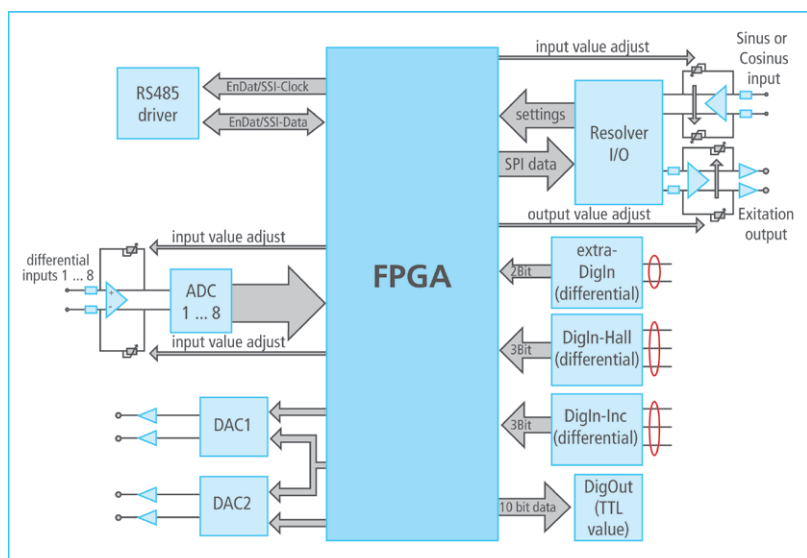 input value adjust
Sinus or
Cosinus
input
RS485
driver
EnDat/SSI-Clock
EnDat/SSI-Data
settings
SPI data
Resolver
I/O
output value adjust
Exitation
output
input value adjust
differential
inputs 1 ... 8
+
-
ADC
1 ... 8
input value adjust
FPGA
2Bit
extra-
DigIn
(differential)
3Bit
DigIn-Hall
(differential)
3Bit
DigIn-Inc
(differential)
DAC1
DAC2
10 bit data
DigOut
(TTL
value)